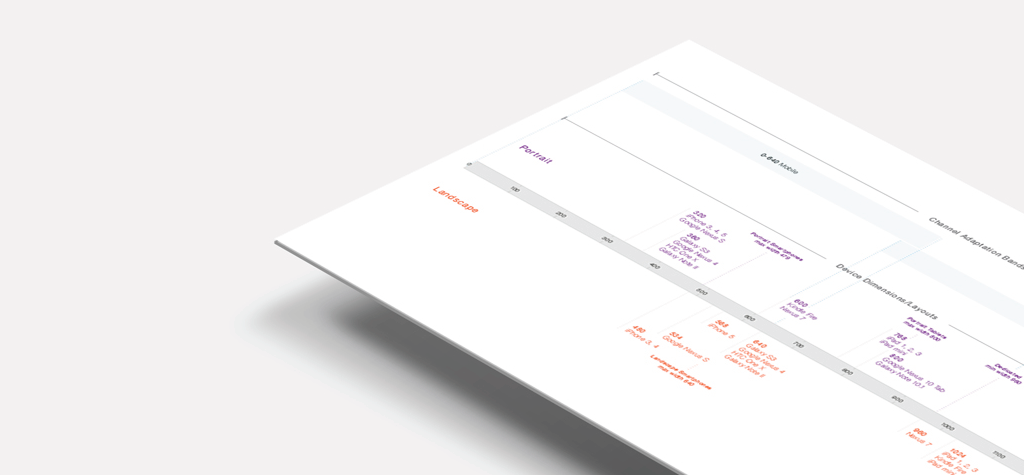 Channel Adaptation Bands
0-640 Mobile
Device Dimensions/Layouts
Portrait
320
iPhone 3, 4, 5
Google Nexus S
360
Galaxy S3
Google Nexus 4
HTC One X
Galaxy Note II
Portrait Smartphones
max width 479
600
Kindle Fire
Nexus 7
Portrait Tablets
max width 800
768
iPad 1, 2, 3
iPad mini
800
Google Nexus 10 Tab
Galaxy Note 10.1
Dedicated
min width 980
0
100
200
300
400
500
600
700
800
900
1000
1100
Landscape
480
iPhone 3, 4
534
Google Nexus S
568
iPhone 5
640
Galaxy S3
Google Nexus 4
HTC One X
Galaxy Note II
Landscape Smartphones
max width 640
960
Nexus 7
1024
iPad 1, 2, 3
Kindle Fire
iPad mini